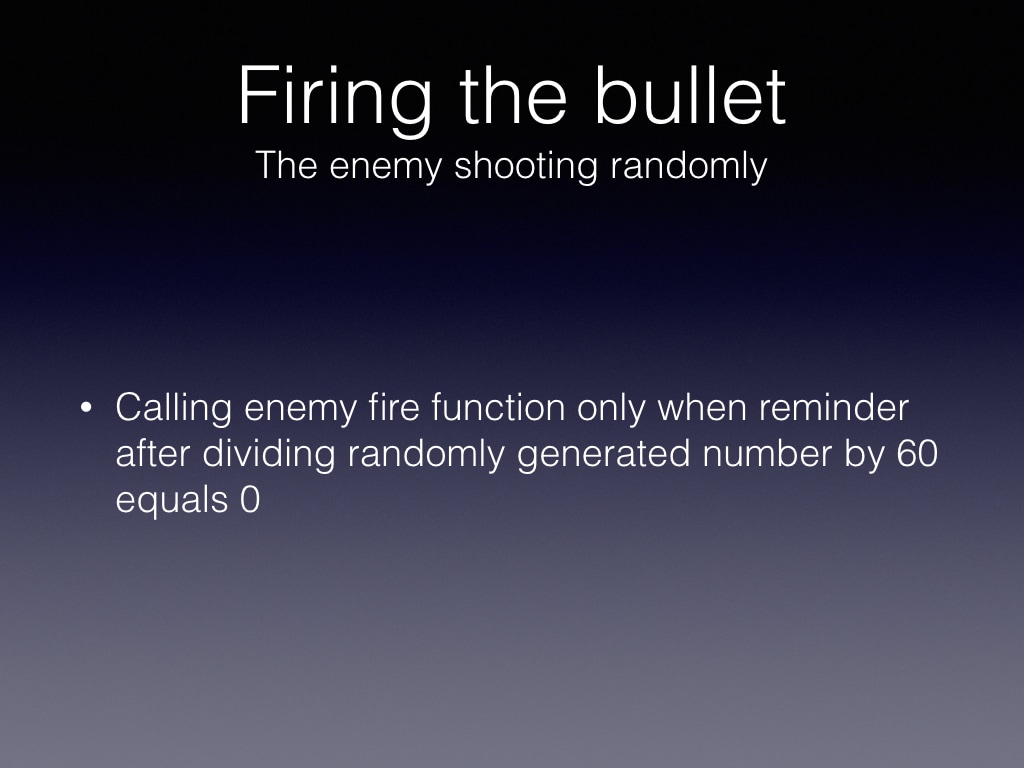 Firing the bullet
The enemy shooting randomly
• Calling enemy fire function only when reminder
after dividing randomly generated number by 60
equals 0